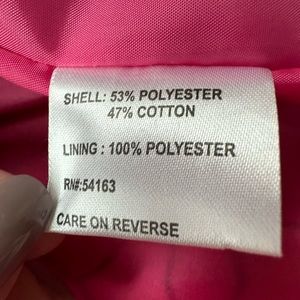 SHELL: 53% POLYESTER
47% COTTON
LINING : 100% POLYESTER
RN#:54163
CARE ON REVERSE